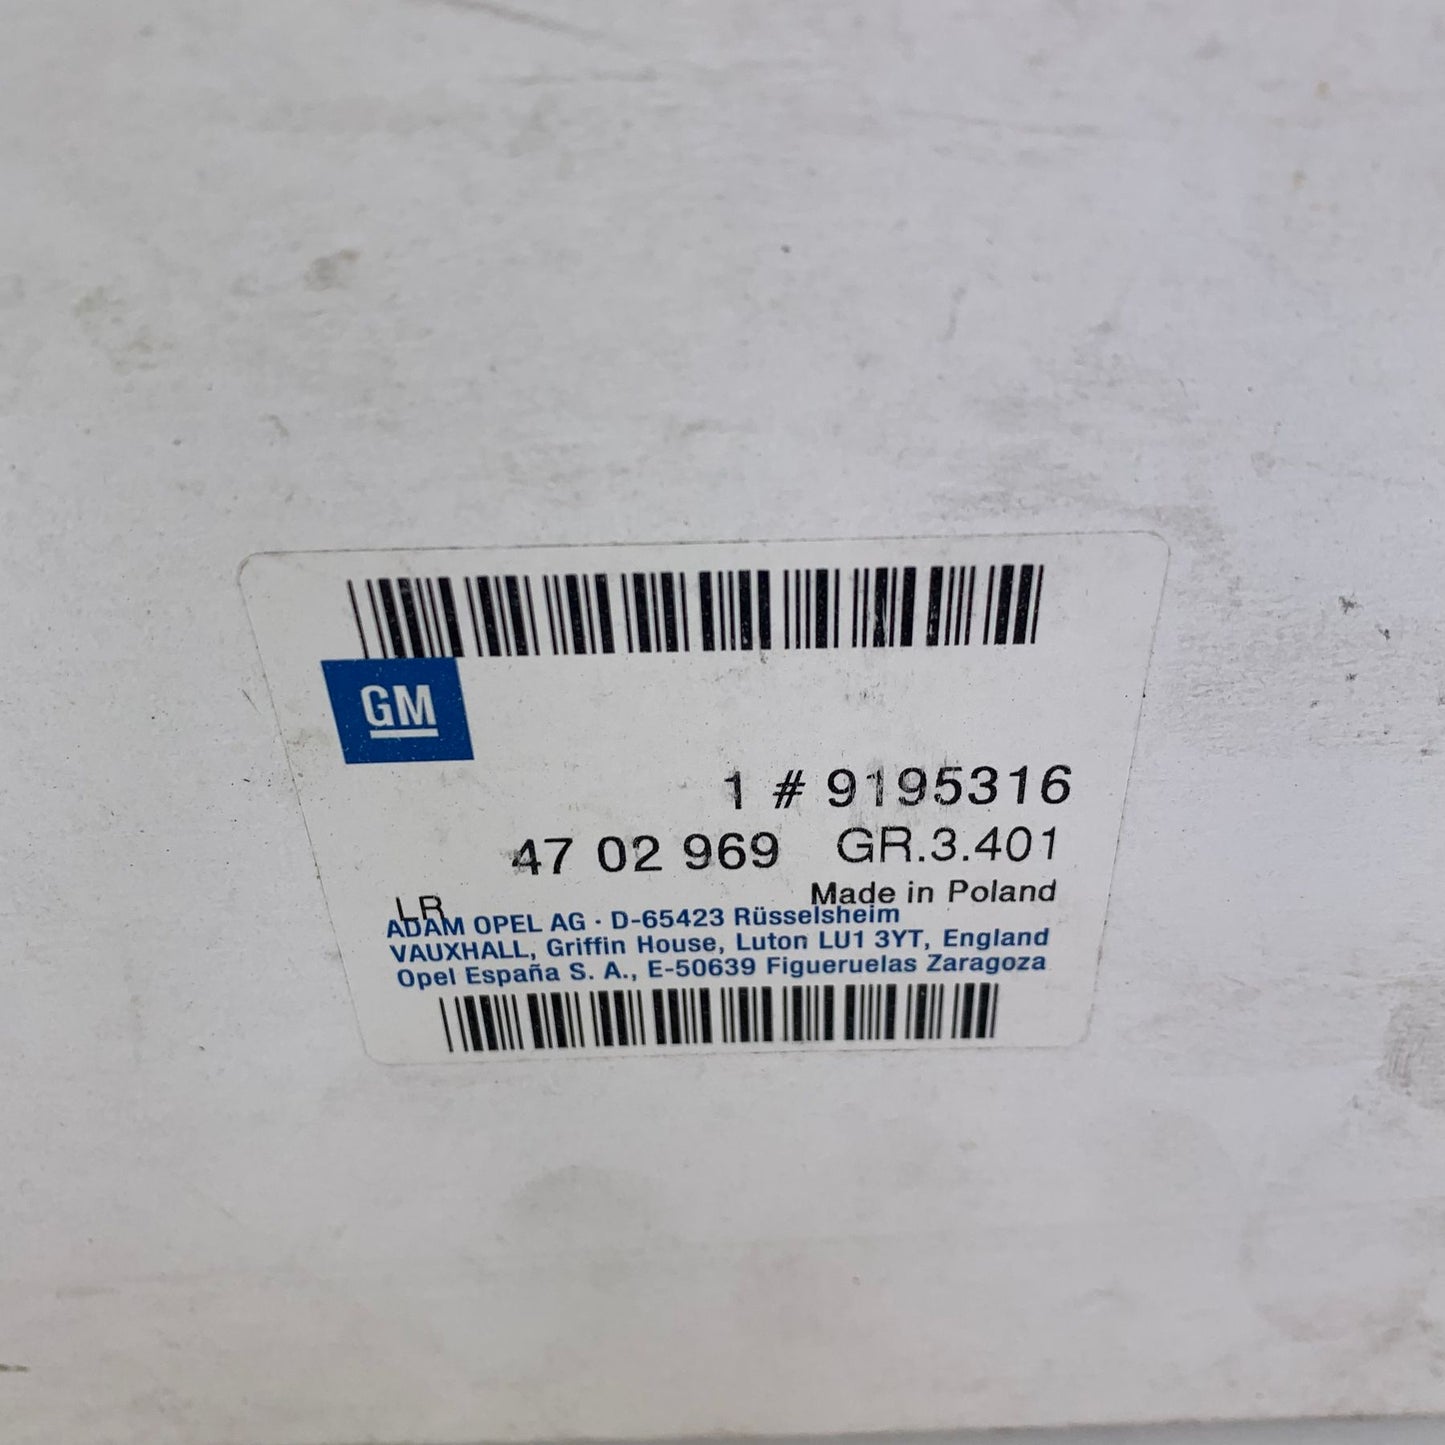 GM
1 # 9195316
47 02 969 GR.3.401
Made in Poland
LR
ADAM OPEL AG · D-65423 Rüsselsheim
VAUXHALL, Griffin House, Luton LU1 3YT, England
Opel España S. A., E-50639 Figueruelas Zaragoza